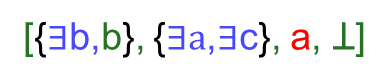 [{∃b,b}, {∃a,∃c}, a, ⊥]